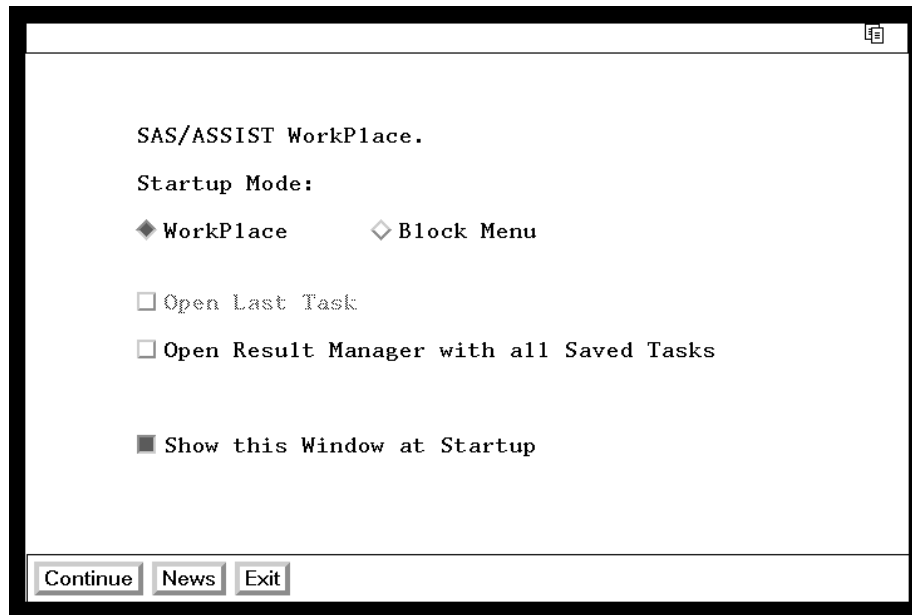 SAS/ASSIST WorkPlace.
Startup Mode:
WorkPlace Block Menu
Open Last Task
Open Result Manager with all Saved Tasks
Show this Window at Startup
Continue News Exit